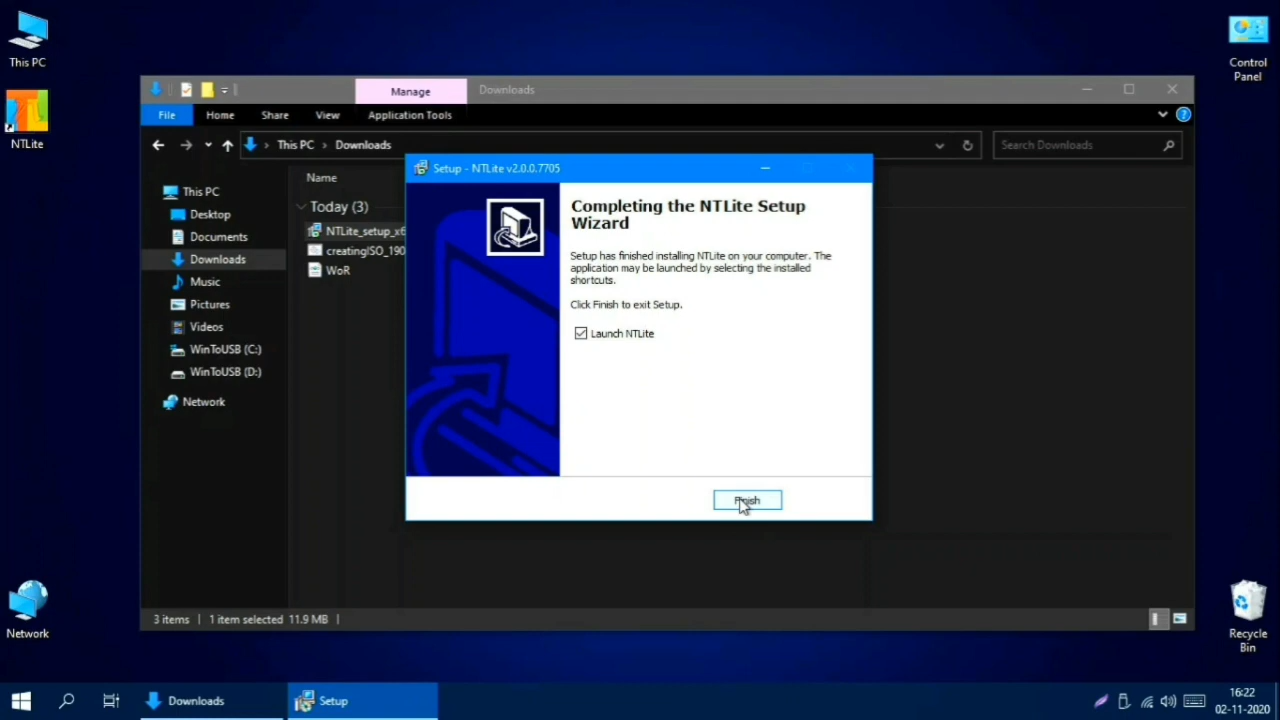 This PC
NTLite
Network
Control
Panel
Recycle
Bin
Manage
Downloads
File
Home
Share
View
Application Tools
This PC
Downloads
Search Downloads
This PC
Desktop
Documents
Downloads
Music
Pictures
Videos
WinToUSB (C:)
WinToUSB (D:)
Network
Name
Today (3)
NTLite_setup_x6
creatingISO_190
WoR
3 items
1 item selected 11.9 MB
Setup - NTLite v2.0.0.7705
Completing the NTLite Setup
Wizard
Setup has finished installing NTLite on your computer. The
application may be launched by selecting the installed
shortcuts.
Click Finish to exit Setup.
Launch NTLite
Finish
Downloads
Setup
16:22
02-11-2020